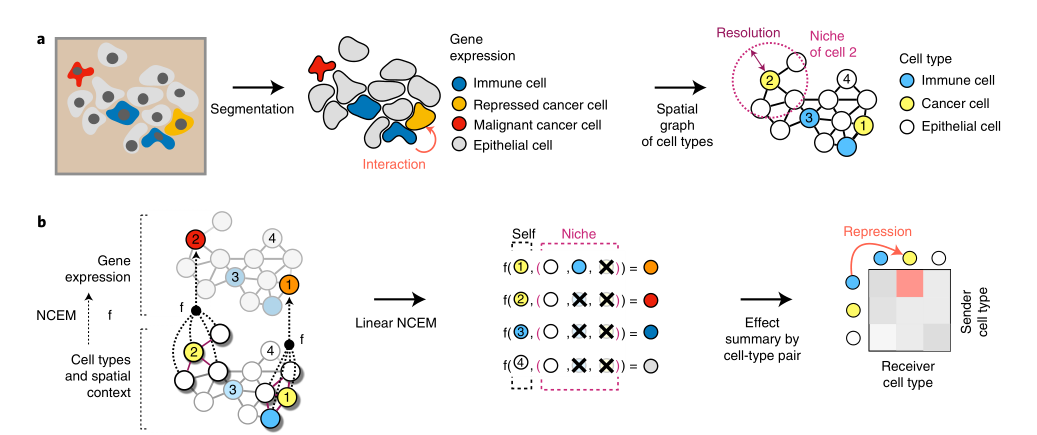 a
Segmentation
Gene
expression
Immune cell
Repressed cancer cell
Malignant cancer cell
Epithelial cell
Interaction
Spatial
graph
of cell types
Resolution
Niche
of cell 2
2
4
3
1
Cell type
Immune cell
Cancer cell
Epithelial cell
b
Gene
expression
NCEM
f
Cell types
and spatial
context
2
4
3
1
f
f
2
4
3
1
Linear NCEM
Self
Niche
f(1, ( , , )) =
f(2, ( , , )) =
f(3, ( , , )) =
f(4, ( , , )) =
Effect
summary by
cell-type pair
Repression
Sender
cell type
Receiver
cell type